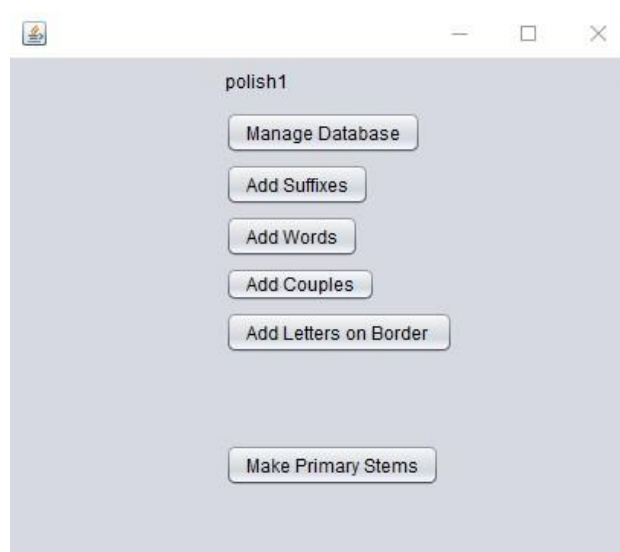 polish1
Manage Database
Add Suffixes
Add Words
Add Couples
Add Letters on Border
Make Primary Stems